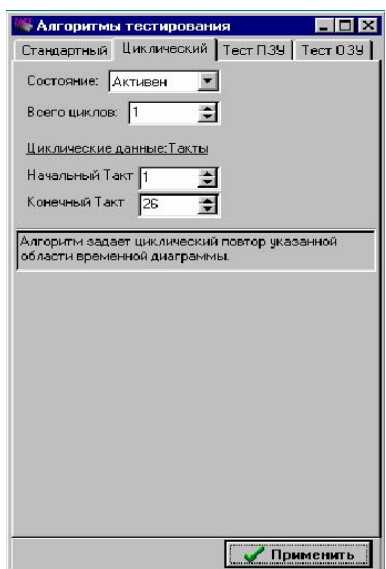 Алгоритмы тестирования
Стандартный Циклический Тест ПЗУ Тест ОЗУ
Состояние: Активен
Всего циклов: 1
Циклические данные:Такты
Начальный Такт 1
Конечный Такт 26
Алгоритм задает циклический повтор указанной
области временной диаграммы.
Применить